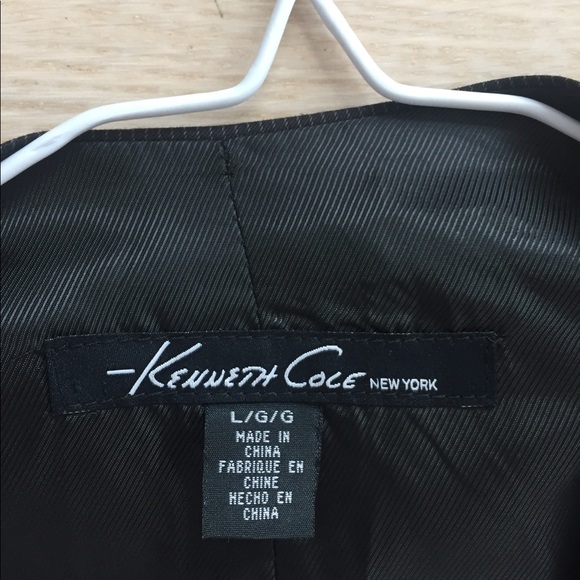 -KENNETH COLE NEW YORK
L/G/G
MADE IN
CHINA
FABRIQUE EN
CHINE
HECHO EN
CHINA